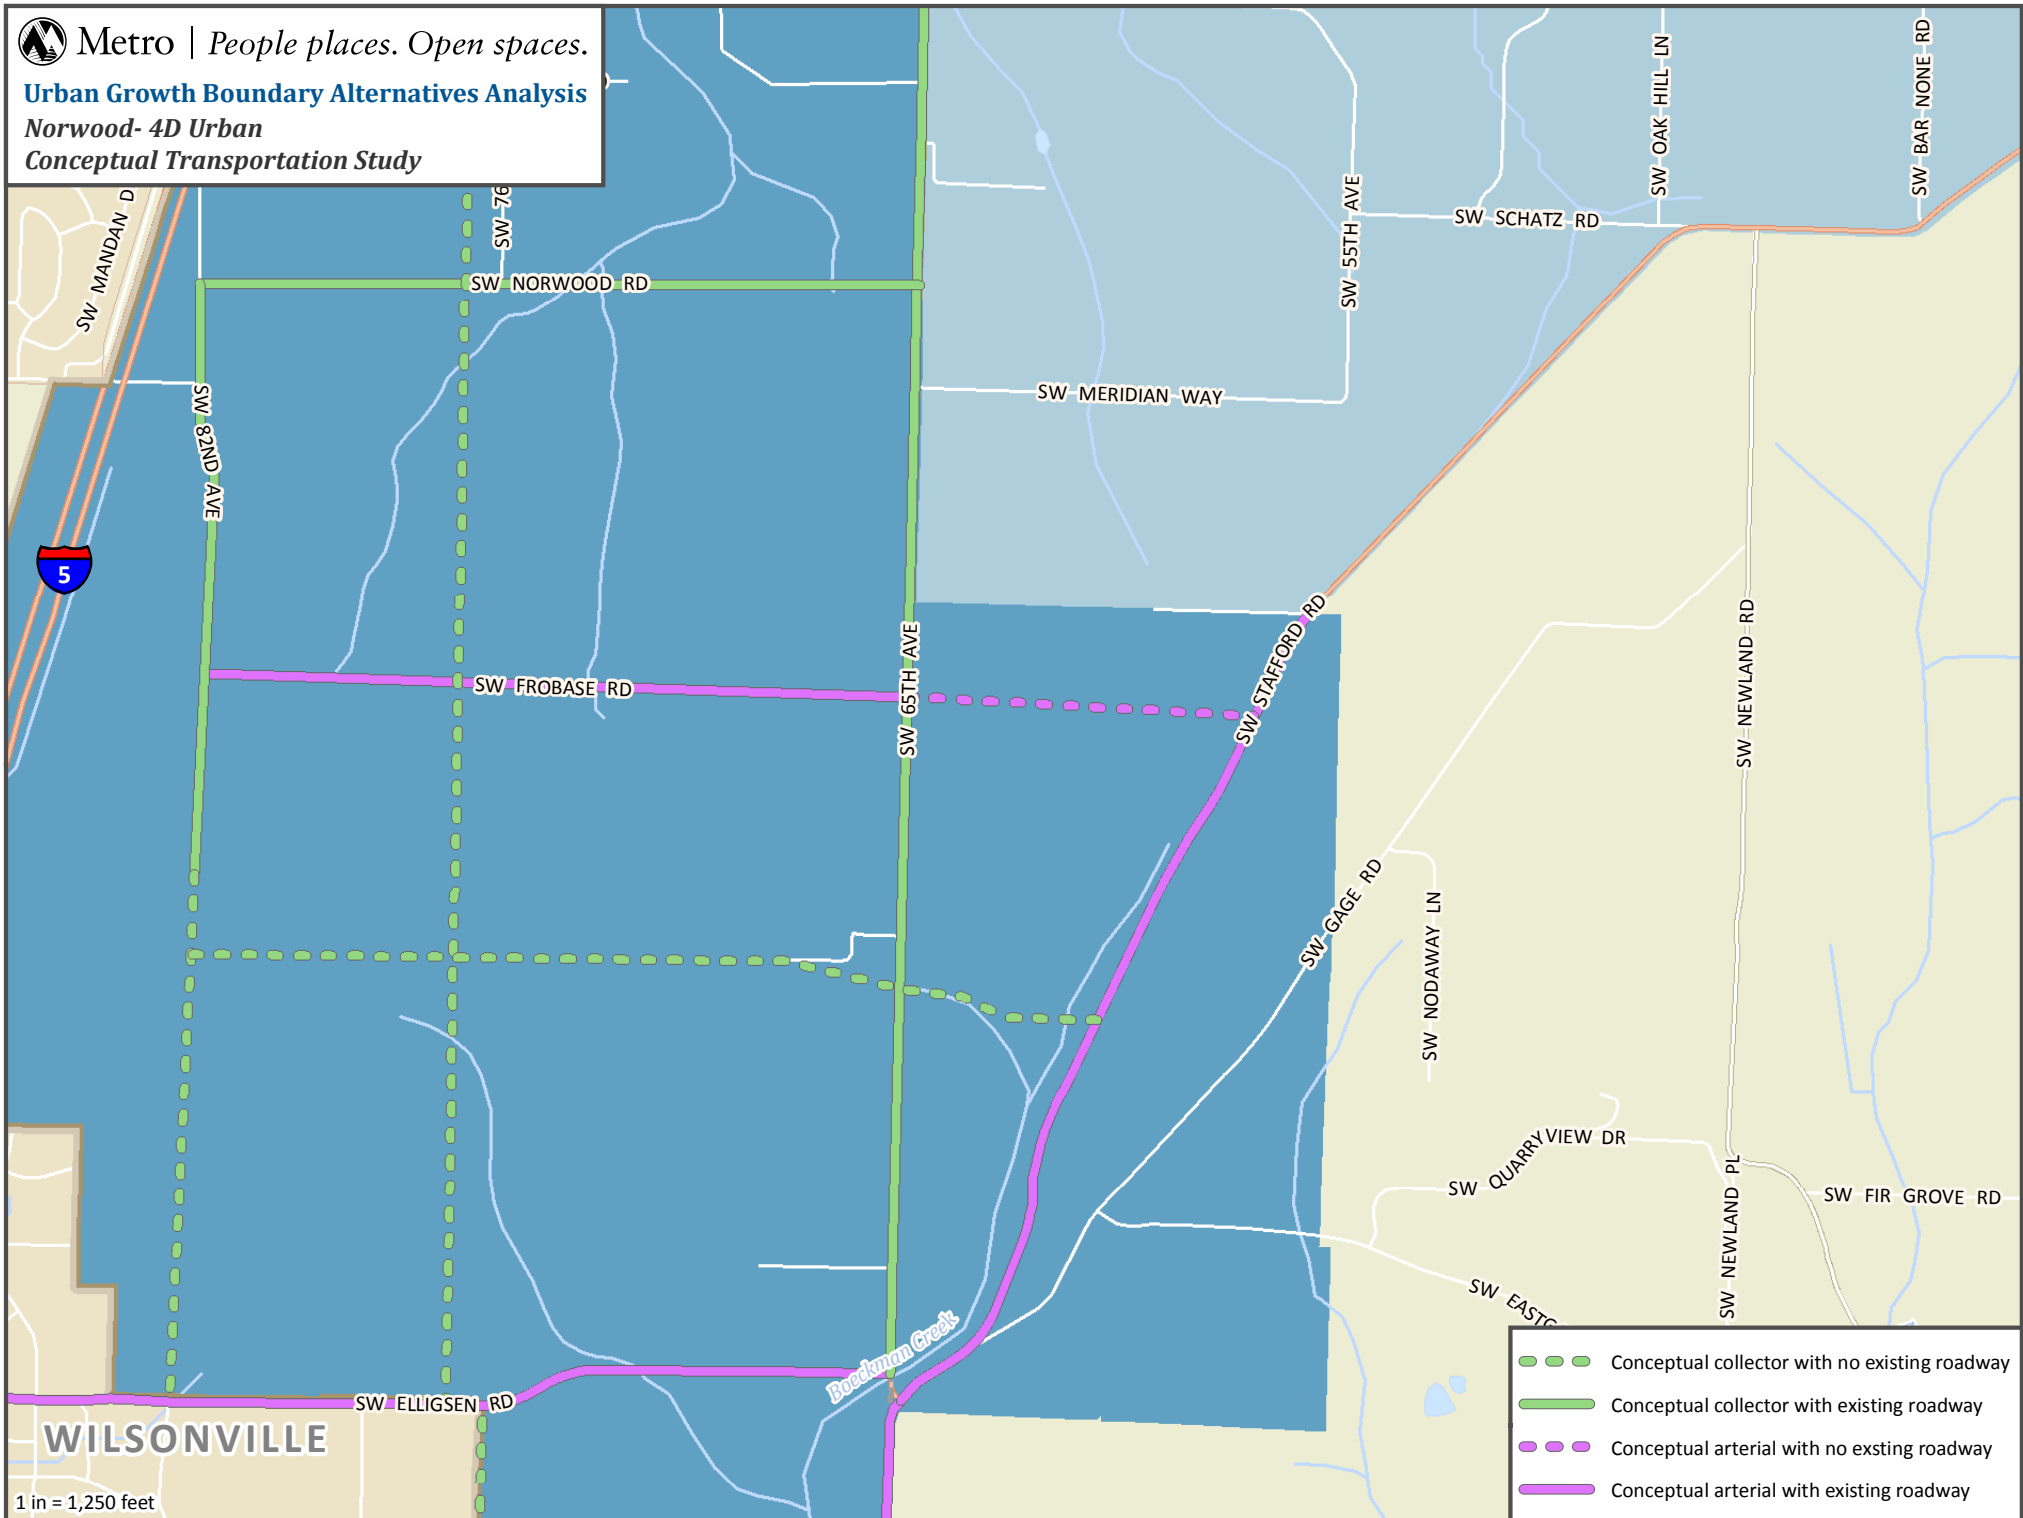 Metro | People places. Open spaces.
Urban Growth Boundary Alternatives Analysis
Norwood- 4D Urban
Conceptual Transportation Study
SW MANDAN D
SW 76
SW NORWOOD RD
SW 82ND AVE
5
SW OAK HILL LN
SW BAR NONE RD
SW 55TH AVE
SW SCHATZ RD
SW MERIDIAN WAY
SW STAFFORD RD
SW 65TH AVE
SW FROBASE RD
SW NEWLAND RD
SW GAGE RD
SW NODAWAY LN
SW QUARRY VIEW DR
SW NEWLAND PL
SW FIR GROVE RD
SW EASTG
Boeckman Creek
SW ELLIGSEN RD
WILSONVILLE
1 in = 1,250 feet
Conceptual collector with no existing roadway
Conceptual collector with existing roadway
Conceptual arterial with no exsting roadway
Conceptual arterial with existing roadway